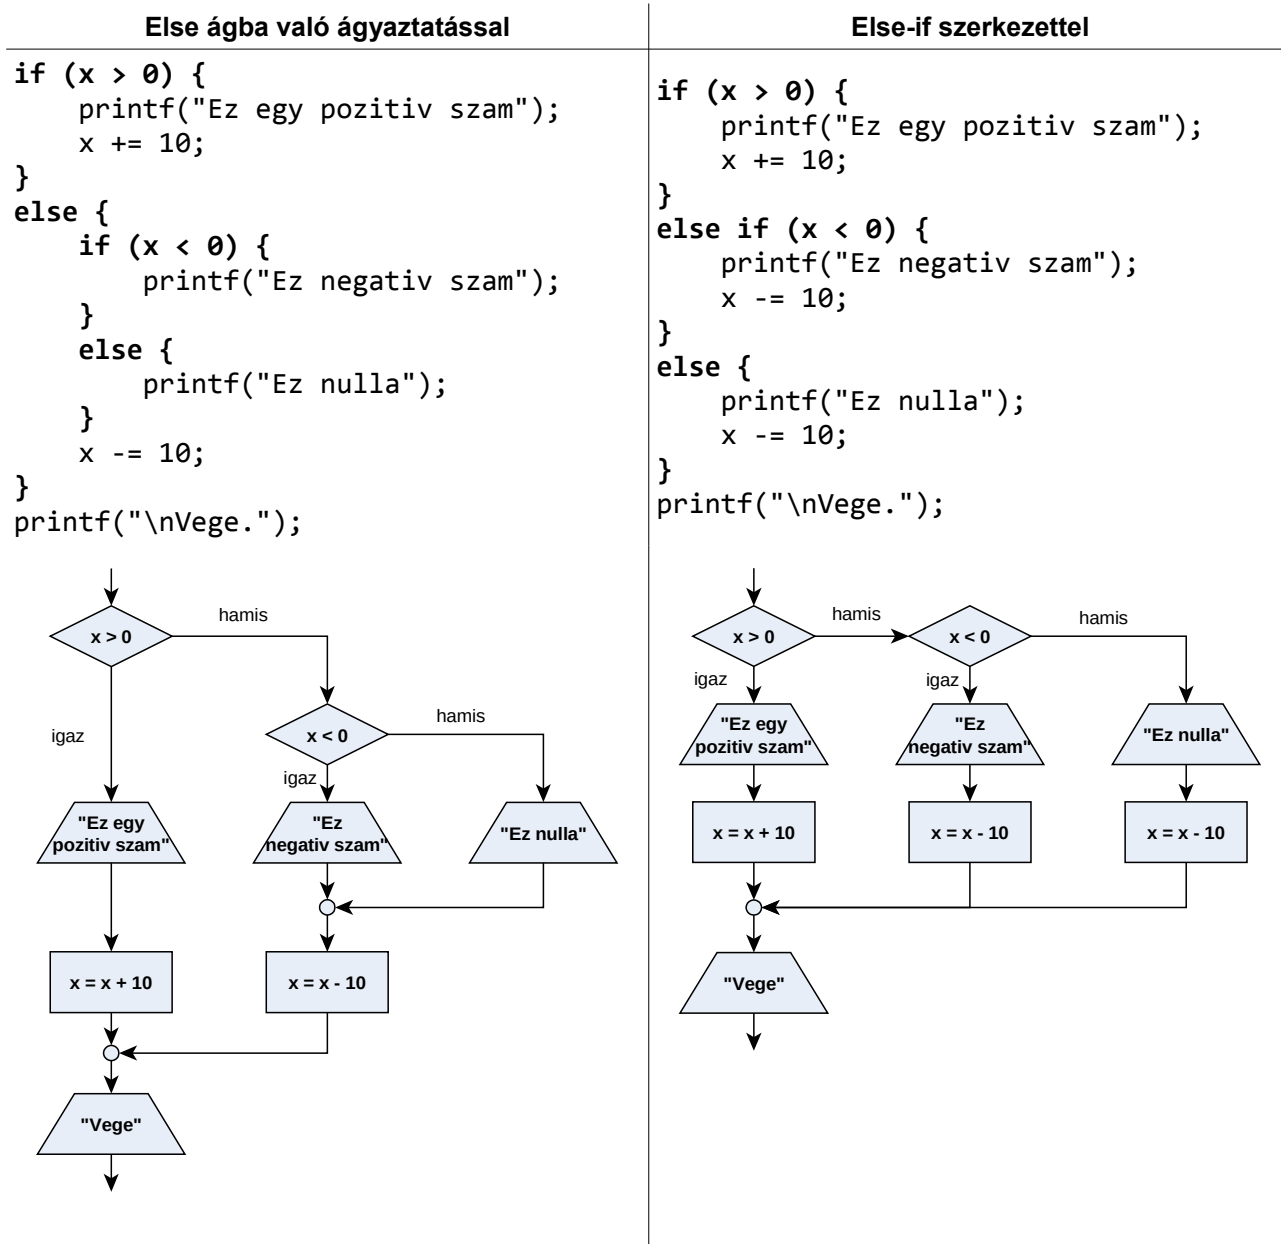 Else ágba való ágyaztatással
if (x > 0) {
    printf("Ez egy pozitiv szam");
    x += 10;
}
else {
    if (x < 0) {
        printf("Ez negativ szam");
    }
    else {
        printf("Ez nulla");
    }
    x -= 10;
}
printf("\nVege.");
x > 0
hamis
igaz
x < 0
hamis
igaz
"Ez egy
pozitiv szam"
"Ez
negativ szam"
"Ez nulla"
x = x + 10
x = x - 10
"Vege"
Else-if szerkezettel
if (x > 0) {
    printf("Ez egy pozitiv szam");
    x += 10;
}
else if (x < 0) {
    printf("Ez negativ szam");
    x -= 10;
}
else {
    printf("Ez nulla");
    x -= 10;
}
printf("\nVege.");
x > 0
hamis
x < 0
hamis
igaz
igaz
"Ez egy
pozitiv szam"
"Ez
negativ szam"
"Ez nulla"
x = x + 10
x = x - 10
x = x - 10
"Vege"